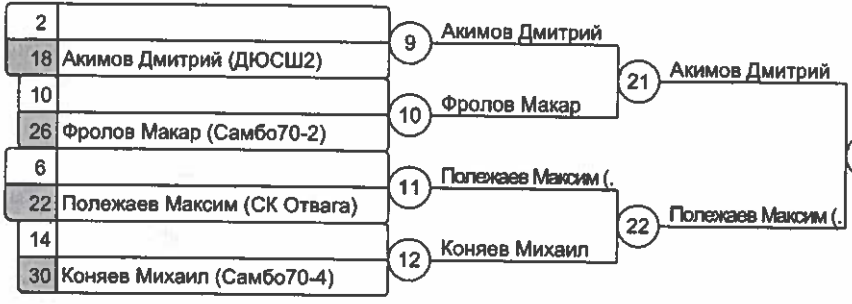 2
18 Акимов Дмитрий (ДЮСШ2)
9
Акимов Дмитрий
10
26 Фролов Макар (Самбо70-2)
10
Фролов Макар
21
Акимов Дмитрий
6
22 Полежаев Максим (СК Отвага)
11
Полежаев Максим (.
14
30 Коняев Михаил (Самбо70-4)
12
Коняев Михаил
22
Полежаев Максим (.